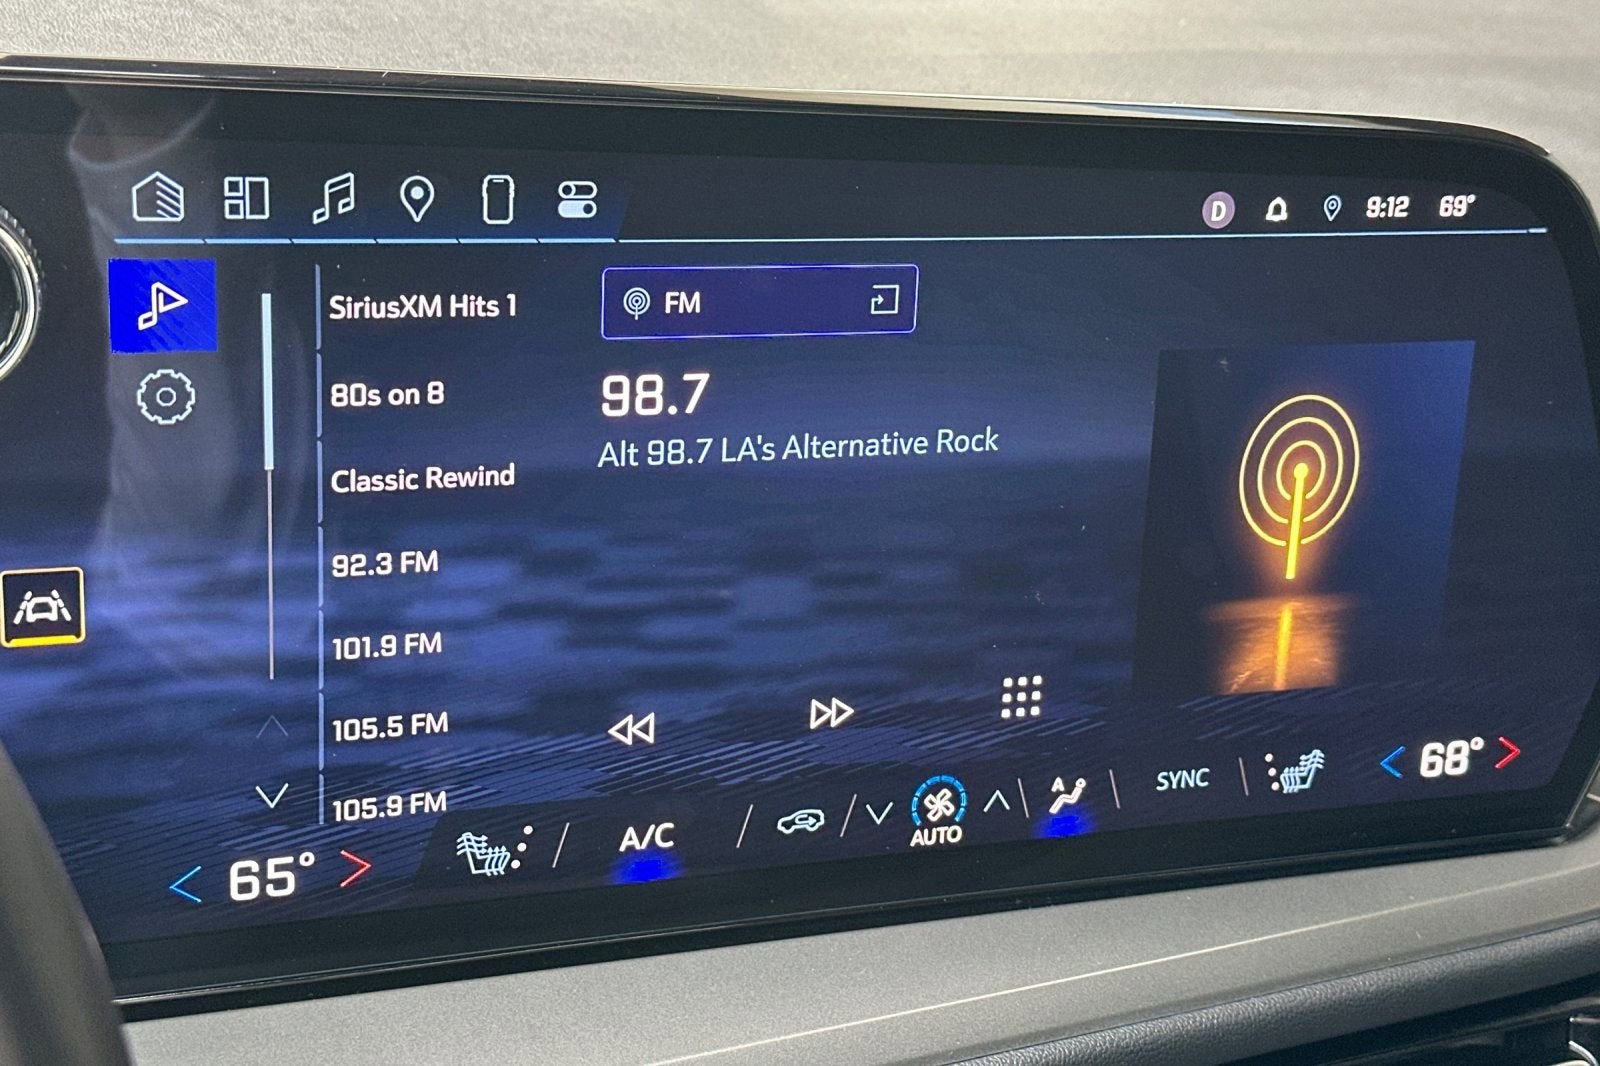 D 9:12 69°
SiriusXM Hits 1
80s on 8
Classic Rewind
92.3 FM
101.9 FM
105.5 FM
105.9 FM
FM
98.7
Alt 98.7 LA's Alternative Rock
65°
A/C
AUTO
A
SYNC
68°